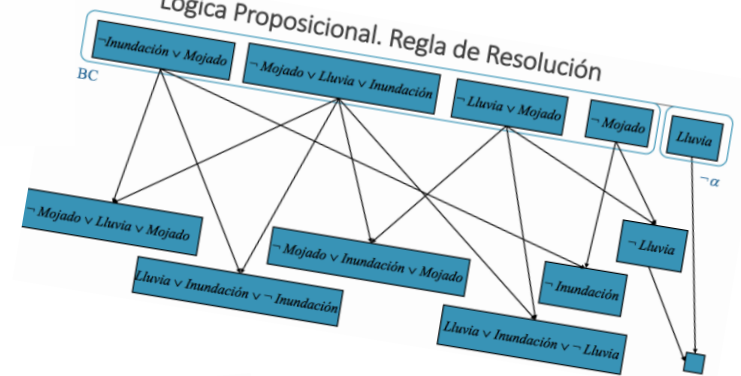 Lógica Proposicional. Regla de Resolución
¬Inundación ∨ Mojado
¬ Mojado ∨ Lluvia ∨ Inundación
¬ Lluvia ∨ Mojado
¬ Mojado
Lluvia
BC
¬α
¬ Mojado ∨ Lluvia ∨ Mojado
¬ Mojado ∨ Inundación ∨ Mojado
¬ Lluvia
Lluvia ∨ Inundación ∨ ¬ Inundación
¬ Inundación
Lluvia ∨ Inundación ∨ ¬ Lluvia